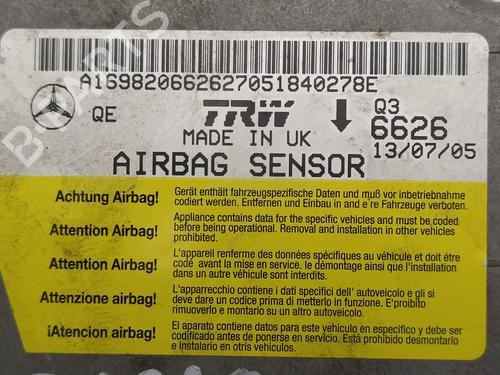 A169820662627051840278E
QE
TRW
Q3
MADE IN UK
6626
AIRBAG SENSOR
13/07/05
Achtung Airbag!
Gerät enthält fahrzeugspezifische Daten und muß vor inbetriebnahme
codiert werden. Entfernen und Einbau in and e re Fahrzeuge verboten.
Attention Airbag!
Appliance contains data for the specific vehicles and must be coded
before being operational. Removal and installation in other vehicles
prohibited.
Attention Airbag!
L'appareil renferme des données spécifiques au véhicule et doit être
codé avant la mise en service. le démontage ainsi que l'installation
dans un autre véhicule sont interdits.
Attenzione airbag!
L'apparecchio contiene i dati specifici dell' autoveicolo e gli si
deve dare un codice prima di metterlo in funzione. E'proibito
rimuoverlo e montarlo su un altro autoveicolo.
¡Atencion airbag!
El aparato contiene datos para este vehículo en especifico y debe ser
codificado antes de ponerse en servicio. Está prohibido desmontarlo
e instalarlo en otros vehículos.